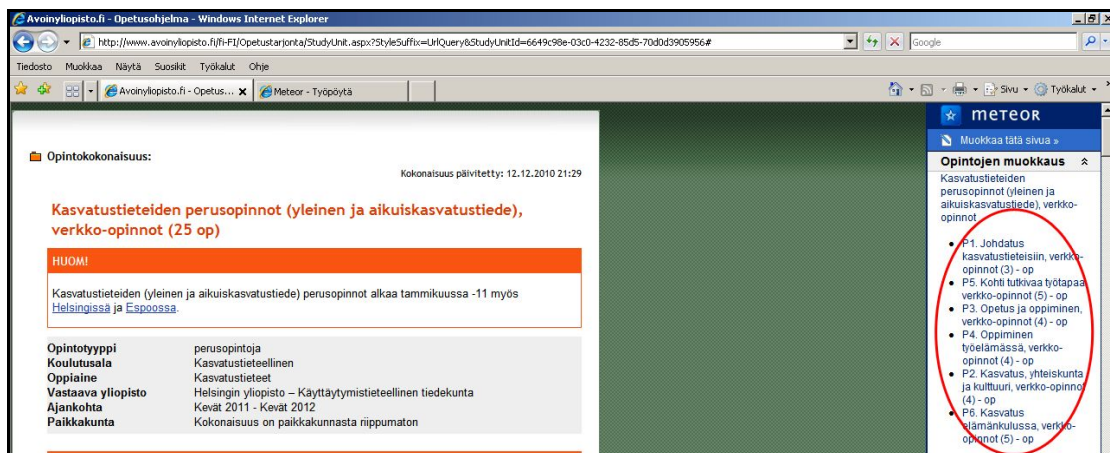 Avoinyliopisto.fi - Opetusohjelma - Windows Internet Explorer
http://www.avoinyliopisto.fi/fi-FI/Opetustarjonta/StudyUnit.aspx?StyleSuffix=UrlQuery&StudyUnitId=6649c98e-03c0-4232-85d5-70d0d3905956#
Google
Tiedosto Muokkaa Näytä Suosikit Työkalut Ohje
Avoinyliopisto.fi - Opetus... Meteor - Työpöytä
Sivu Työkalut
Opintokokonaisuus:
Kokonaisuus päivitetty: 12.12.2010 21:29
Kasvatustieteiden perusopinnot (yleinen ja aikuiskasvatustiede),
verkko-opinnot (25 op)
HUOM!
Kasvatustieteiden (yleinen ja aikuiskasvatustiede) perusopinnot alkaa tammikuussa -11 myös
Helsingissä ja Espoossa.
Opintotyyppi perusopintoja
Koulutusala Kasvatustieteellinen
Oppiaine Kasvatustieteet
Vastaava yliopisto Helsingin yliopisto – Käyttäytymistieteellinen tiedekunta
Ajankohta Kevät 2011 - Kevät 2012
Paikkakunta Kokonaisuus on paikkakunnasta riippumaton
meteor
Muokkaa tätä sivua »
Opintojen muokkaus
Kasvatustieteiden
perusopinnot (yleinen ja
aikuiskasvatustiede), verkko-
opinnot
P1. Johdatus
kasvatustieteisiin, verkko-
opinnot (3) - op
P5. Kohti tutkivaa työtapaa,
verkko-opinnot (5) - op
P3. Opetus ja oppiminen,
verkko-opinnot (4) - op
P4. Oppiminen
työelämässä, verkko-
opinnot (4) - op
P2. Kasvatus, yhteiskunta
ja kulttuuri, verkko-opinnot
(4) - op
P6. Kasvatus
elämänkulussa, verkko-
opinnot (5) - op